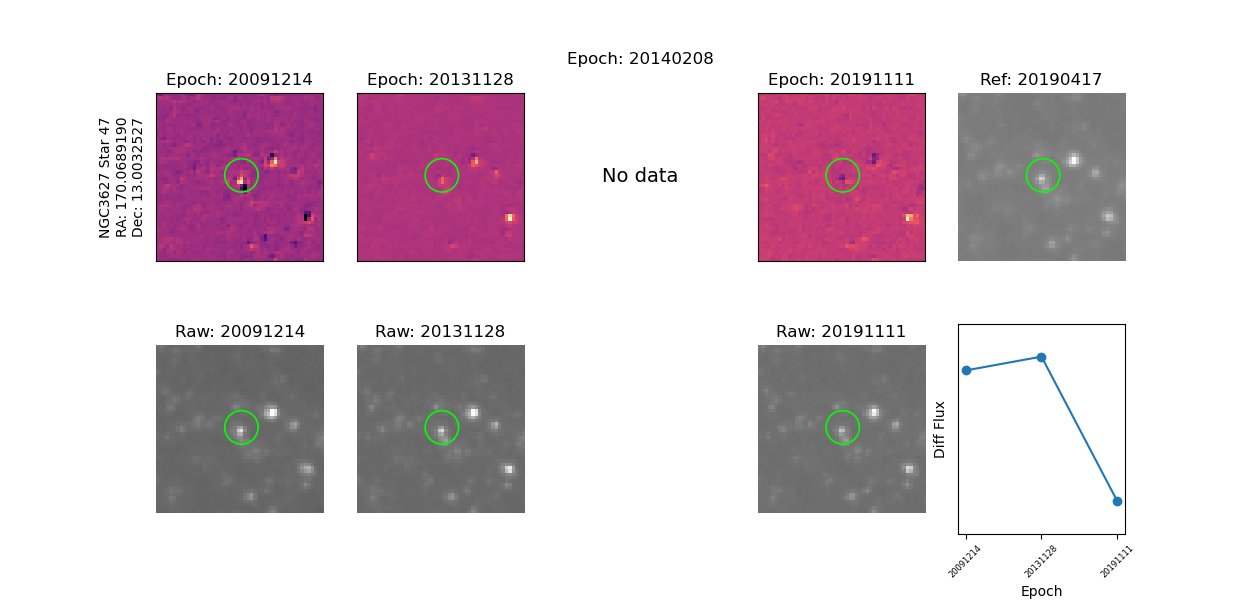 Epoch: 20140208
Epoch: 20091214
Epoch: 20131128
Epoch: 20191111
Ref: 20190417
NGC3627 Star 47
RA: 170.0689190
Dec: 13.0032527
No data
Raw: 20091214
Raw: 20131128
Raw: 20191111
Diff Flux
20091214
20131128
20191111
Epoch